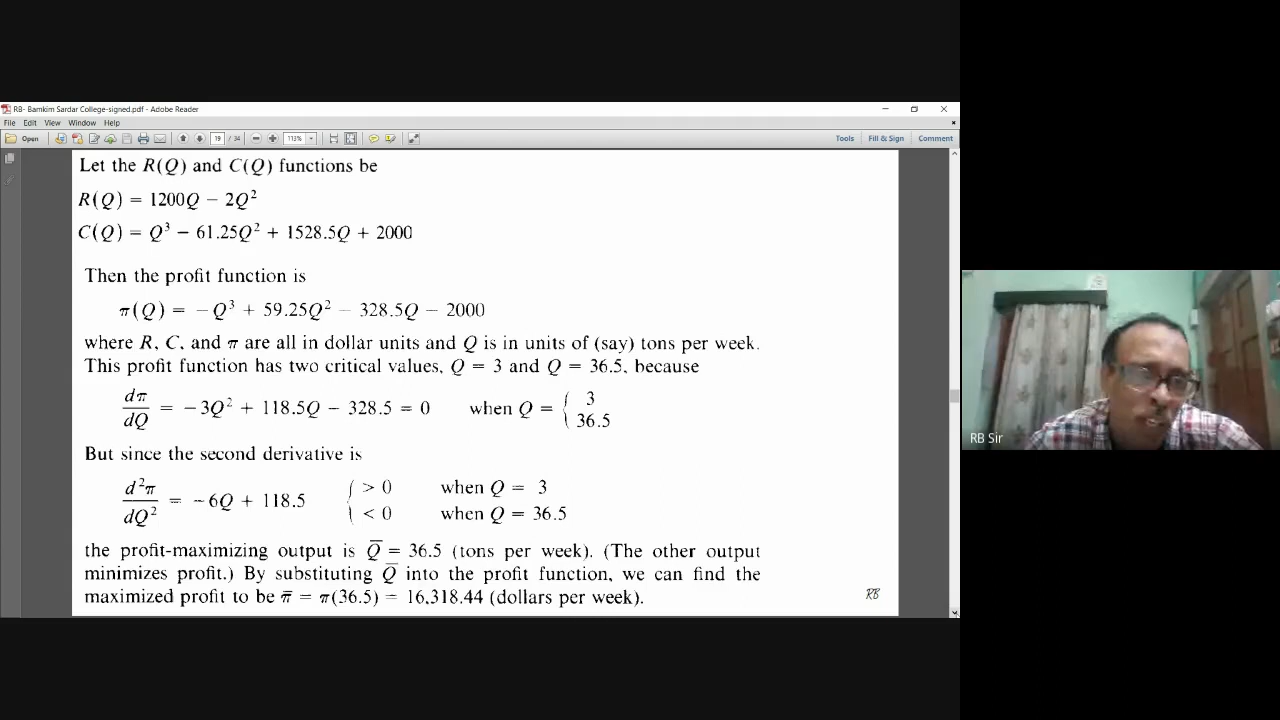 RB- Bamkim Sardar College-signed.pdf - Adobe Reader
File Edit View Window Help
Open 19 / 34 113% Tools Fill & Sign Comment
Let the R(Q) and C(Q) functions be
R(Q) = 1200Q − 2Q²
C(Q) = Q³ − 61.25Q² + 1528.5Q + 2000
Then the profit function is
π(Q) = −Q³ + 59.25Q² − 328.5Q − 2000
where R, C, and π are all in dollar units and Q is in units of (say) tons per week.
This profit function has two critical values, Q = 3 and Q = 36.5, because
dπ/dQ = −3Q² + 118.5Q − 328.5 = 0 when Q = { 3 36.5
But since the second derivative is
d²π/dQ² = −6Q + 118.5 { > 0 when Q = 3
< 0 when Q = 36.5
the profit-maximizing output is Q̅ = 36.5 (tons per week). (The other output
minimizes profit.) By substituting Q̅ into the profit function, we can find the
maximized profit to be π̅ = π(36.5) = 16,318.44 (dollars per week).
RB
RB Sir